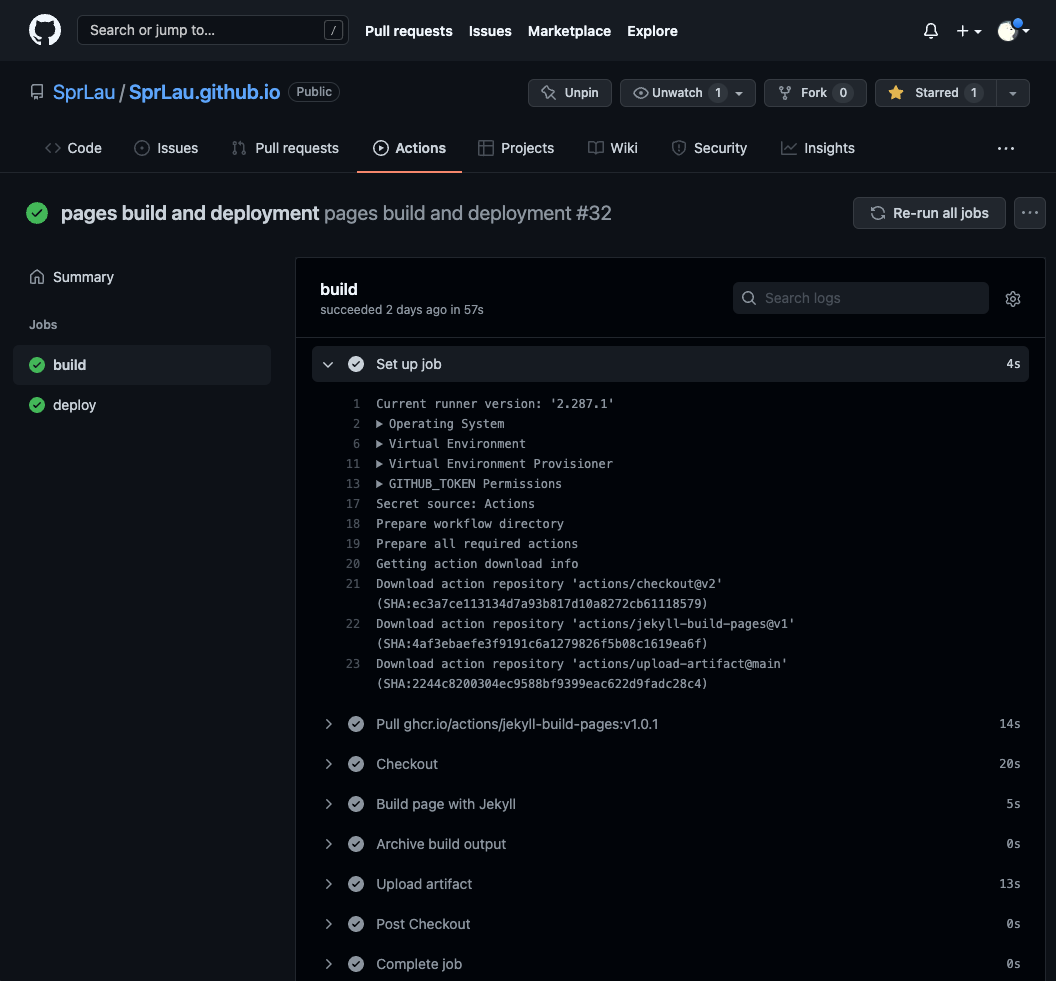 Search or jump to... /
Pull requests Issues Marketplace Explore
SprLau / SprLau.github.io Public
Unpin Unwatch 1 Fork 0 Starred 1
Code Issues Pull requests Actions Projects Wiki Security Insights ...
pages build and deployment pages build and deployment #32
Re-run all jobs ...
Summary
Jobs
build
deploy
build
succeeded 2 days ago in 57s
Search logs
Set up job 4s
1 Current runner version: '2.287.1'
2 Operating System
6 Virtual Environment
11 Virtual Environment Provisioner
13 GITHUB_TOKEN Permissions
17 Secret source: Actions
18 Prepare workflow directory
19 Prepare all required actions
20 Getting action download info
21 Download action repository 'actions/checkout@v2'
(SHA:ec3a7ce113134d7a93b817d10a8272cb61118579)
22 Download action repository 'actions/jekyll-build-pages@v1'
(SHA:4af3ebaefe3f9191c6a1279826f5b08c1619ea6f)
23 Download action repository 'actions/upload-artifact@main'
(SHA:2244c8200304ec9588bf9399eac622d9fadc28c4)
Pull ghcr.io/actions/jekyll-build-pages:v1.0.1 14s
Checkout 20s
Build page with Jekyll 5s
Archive build output 0s
Upload artifact 13s
Post Checkout 0s
Complete job 0s